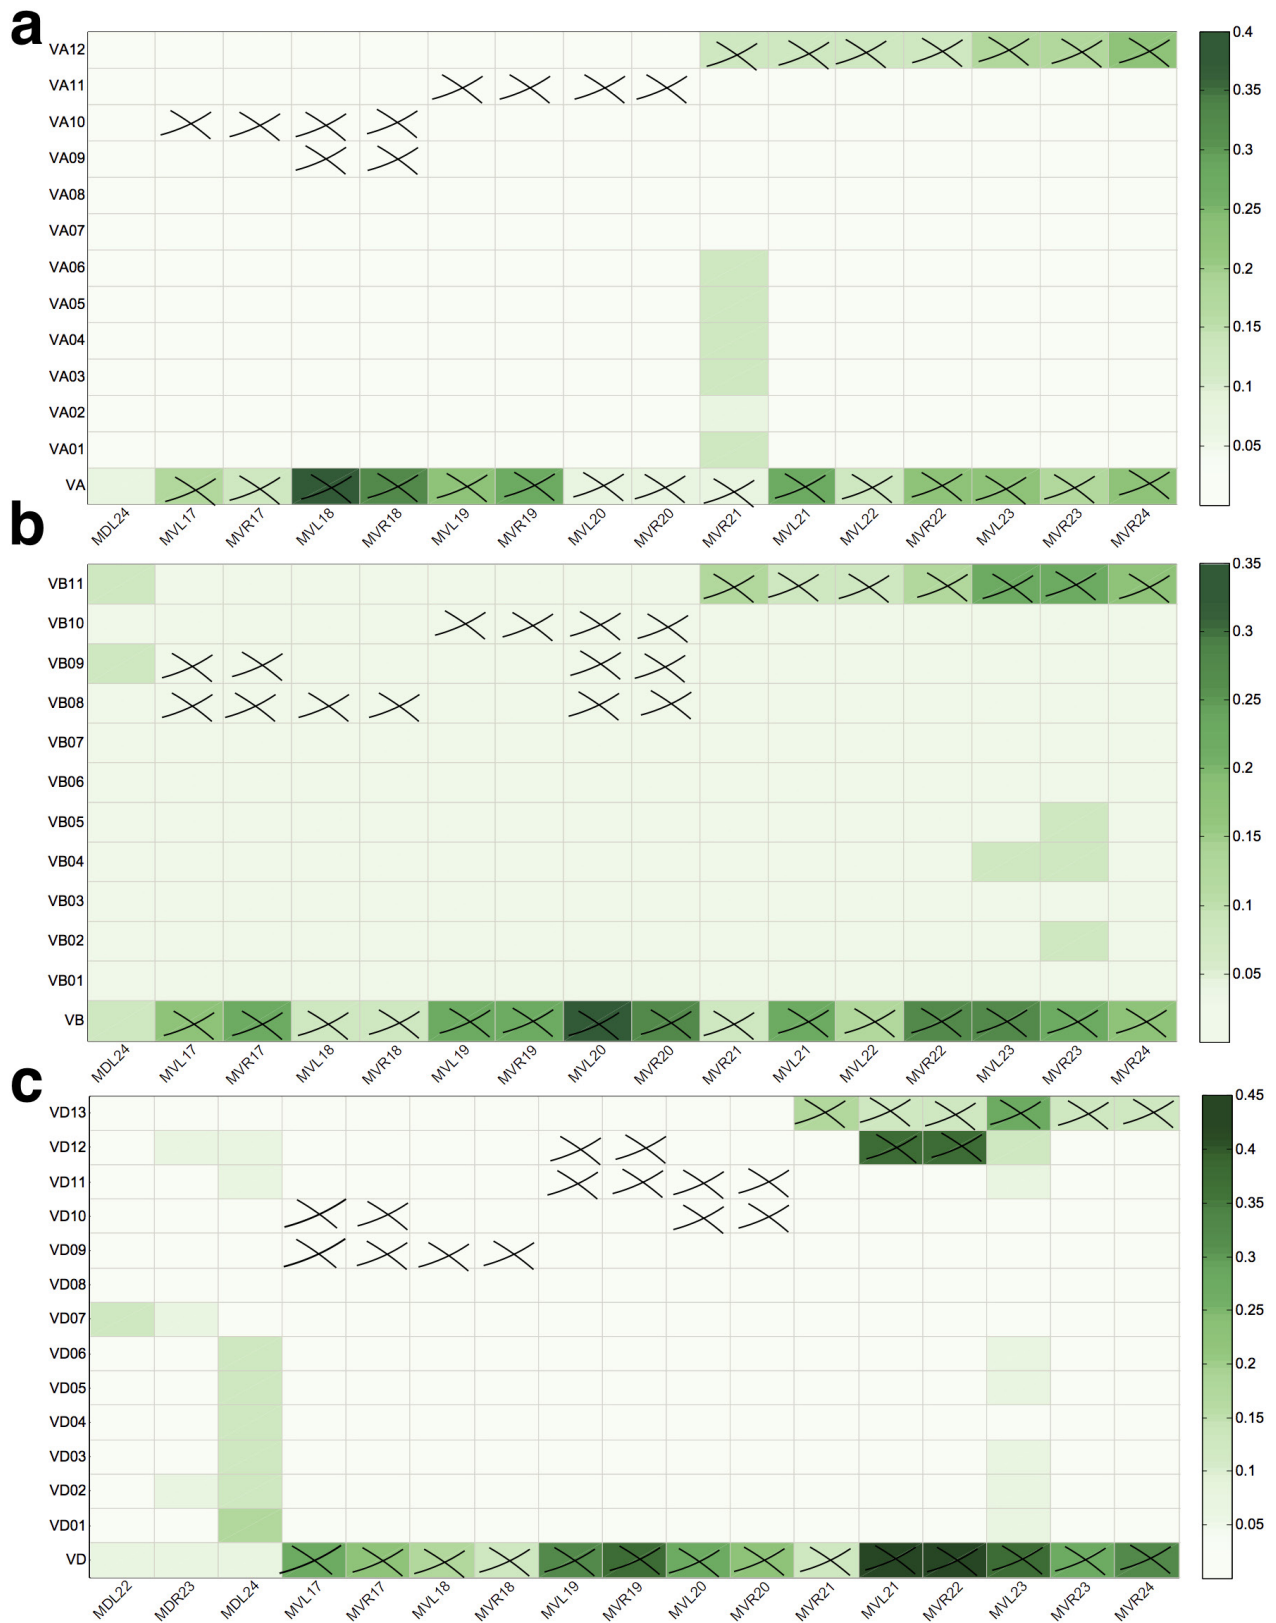 a
VA12
VA11
VA10
VA09
VA08
VA07
VA06
VA05
VA04
VA03
VA02
VA01
VA
MDL24 MVL17 MVR17 MVL18 MVR18 MVL19 MVR19 MVL20 MVR20 MVR21 MVL21 MVL22 MVR22 MVL23 MVR23 MVR24
0.4
0.35
0.3
0.25
0.2
0.15
0.1
0.05
b
VB11
VB10
VB09
VB08
VB07
VB06
VB05
VB04
VB03
VB02
VB01
VB
MDL24 MVL17 MVR17 MVL18 MVR18 MVL19 MVR19 MVL20 MVR20 MVR21 MVL21 MVL22 MVR22 MVL23 MVR23 MVR24
0.35
0.3
0.25
0.2
0.15
0.1
0.05
c
VD13
VD12
VD11
VD10
VD09
VD08
VD07
VD06
VD05
VD04
VD03
VD02
VD01
VD
MDL22 MDR23 MDL24 MVL17 MVR17 MVL18 MVR18 MVL19 MVR19 MVL20 MVR20 MVR21 MVL21 MVR22 MVL23 MVR23 MVR24
0.45
0.4
0.35
0.3
0.25
0.2
0.15
0.1
0.05